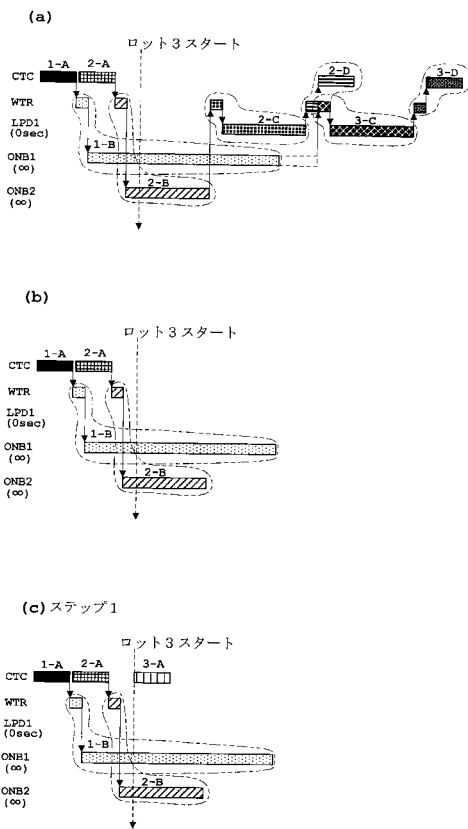 (a)
ロット3スタート
1-A 2-A 2-D 3-D
CTC
WTR
LPD1
(0sec)
2-C 3-C
1-B
ONB1
(∞)
2-B
ONB2
(∞)
(b)
ロット3スタート
1-A 2-A
CTC
WTR
LPD1
(0sec)
1-B
ONB1
(∞)
2-B
ONB2
(∞)
(c) ステップ1
ロット3スタート
1-A 2-A 3-A
CTC
WTR
LPD1
(0sec)
1-B
ONB1
(∞)
2-B
ONB2
(∞)